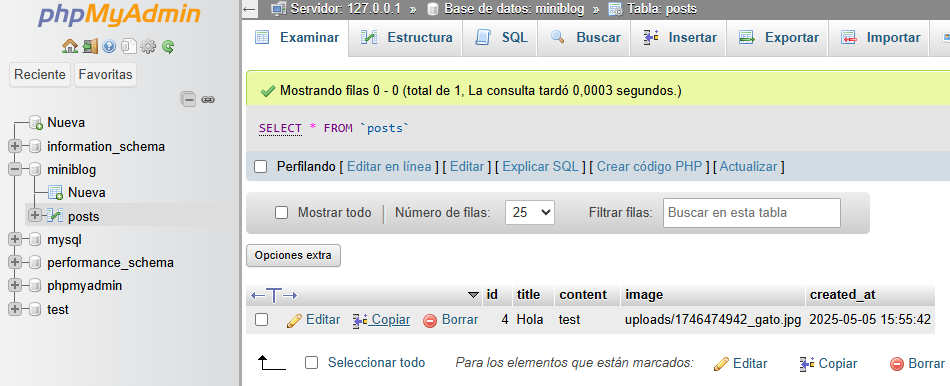 phpMyAdmin
Reciente Favoritas
Nueva
information_schema
miniblog
Nueva
posts
mysql
performance_schema
phpmyadmin
test
Servidor: 127.0.0.1 » Base de datos: miniblog » Tabla: posts
Examinar Estructura SQL Buscar Insertar Exportar Importar
Mostrando filas 0 - 0 (total de 1, La consulta tardó 0,0003 segundos.)
SELECT * FROM `posts`
Perfilando [ Editar en línea ] [ Editar ] [ Explicar SQL ] [ Crear código PHP ] [ Actualizar ]
Mostrar todo Número de filas: 25 Filtrar filas: Buscar en esta tabla
Opciones extra
←T→ id title content image created_at
Editar Copiar Borrar 4 Hola test uploads/1746474942_gato.jpg 2025-05-05 15:55:42
Seleccionar todo Para los elementos que están marcados: Editar Copiar Borrar